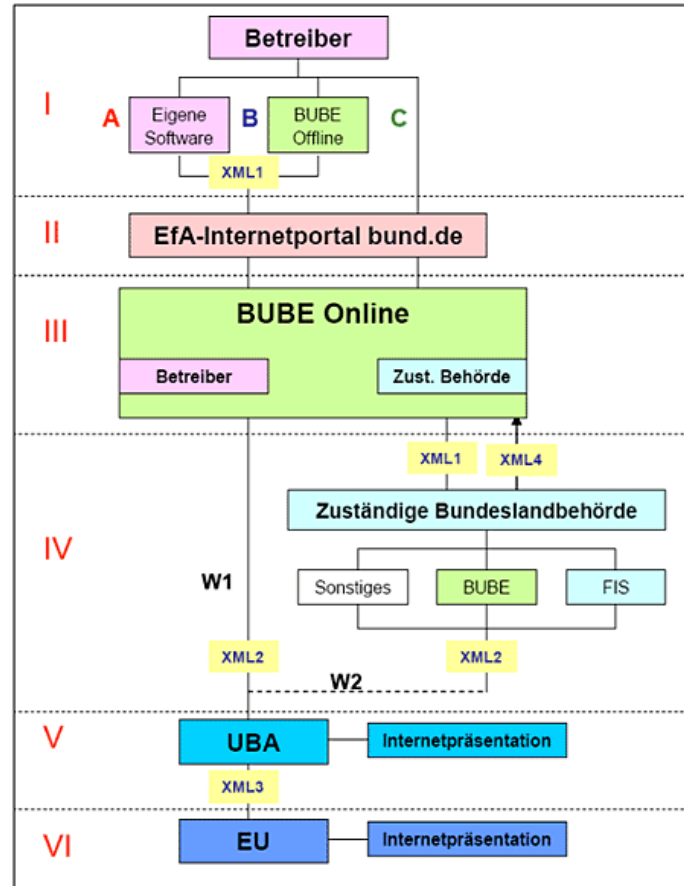 Betreiber
I
A
Eigene
Software
B
BUBE
Offline
C
XML1
II
EfA-Internetportal bund.de
BUBE Online
III
Betreiber
Zust. Behörde
XML1
XML4
Zuständige Bundeslandbehörde
IV
W1
Sonstiges
BUBE
FIS
XML2
XML2
W2
V
UBA
Internetpräsentation
XML3
VI
EU
Internetpräsentation